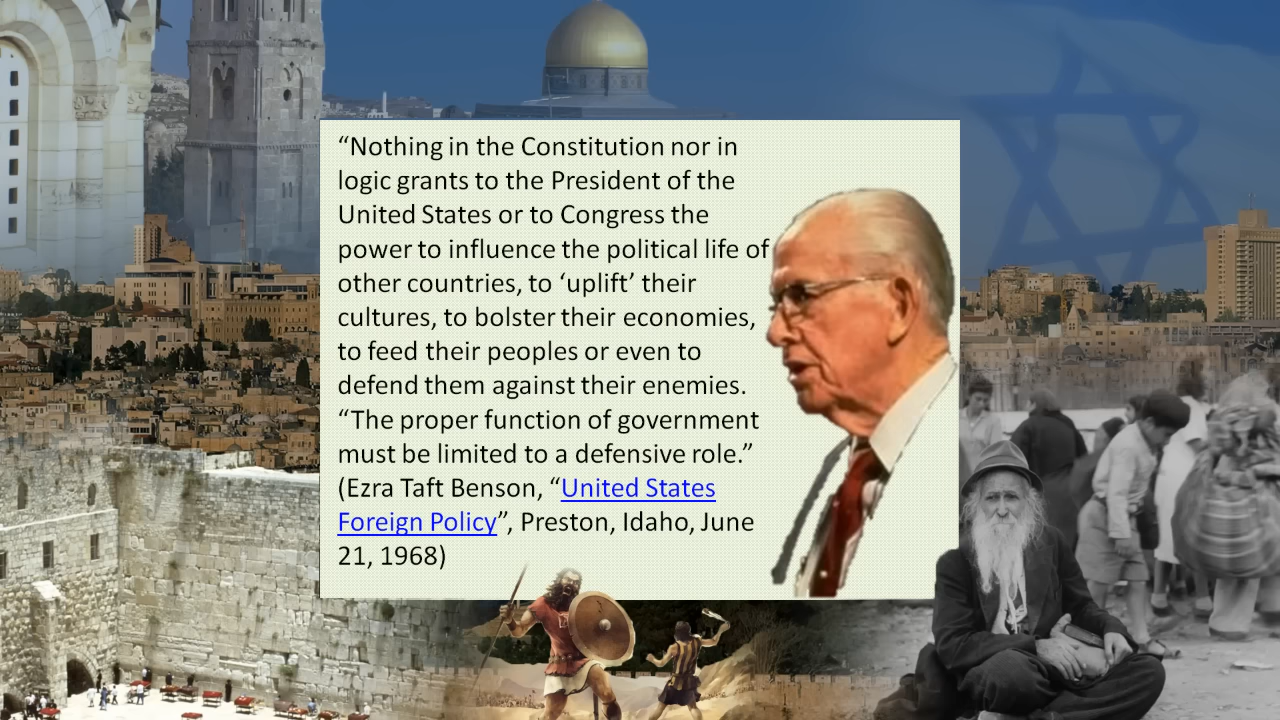 “Nothing in the Constitution nor in
logic grants to the President of the
United States or to Congress the
power to influence the political life of
other countries, to ‘uplift’ their
cultures, to bolster their economies,
to feed their peoples or even to
defend them against their enemies.
“The proper function of government
must be limited to a defensive role.”
(Ezra Taft Benson, “United States
Foreign Policy”, Preston, Idaho, June
21, 1968)